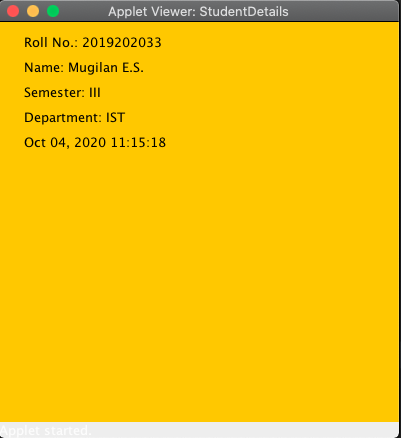 Applet Viewer: StudentDetails
Roll No.: 2019202033
Name: Mugilan E.S.
Semester: III
Department: IST
Oct 04, 2020 11:15:18
Applet started.